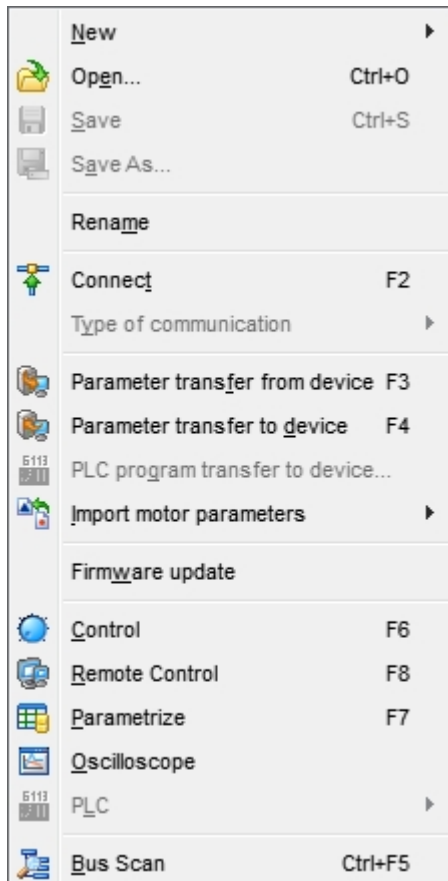 New
Open... Ctrl+O
Save Ctrl+S
Save As...
Rename
Connect F2
Type of communication
Parameter transfer from device F3
Parameter transfer to device F4
PLC program transfer to device...
Import motor parameters
Firmware update
Control F6
Remote Control F8
Parametrize F7
Oscilloscope
PLC
Bus Scan Ctrl+F5